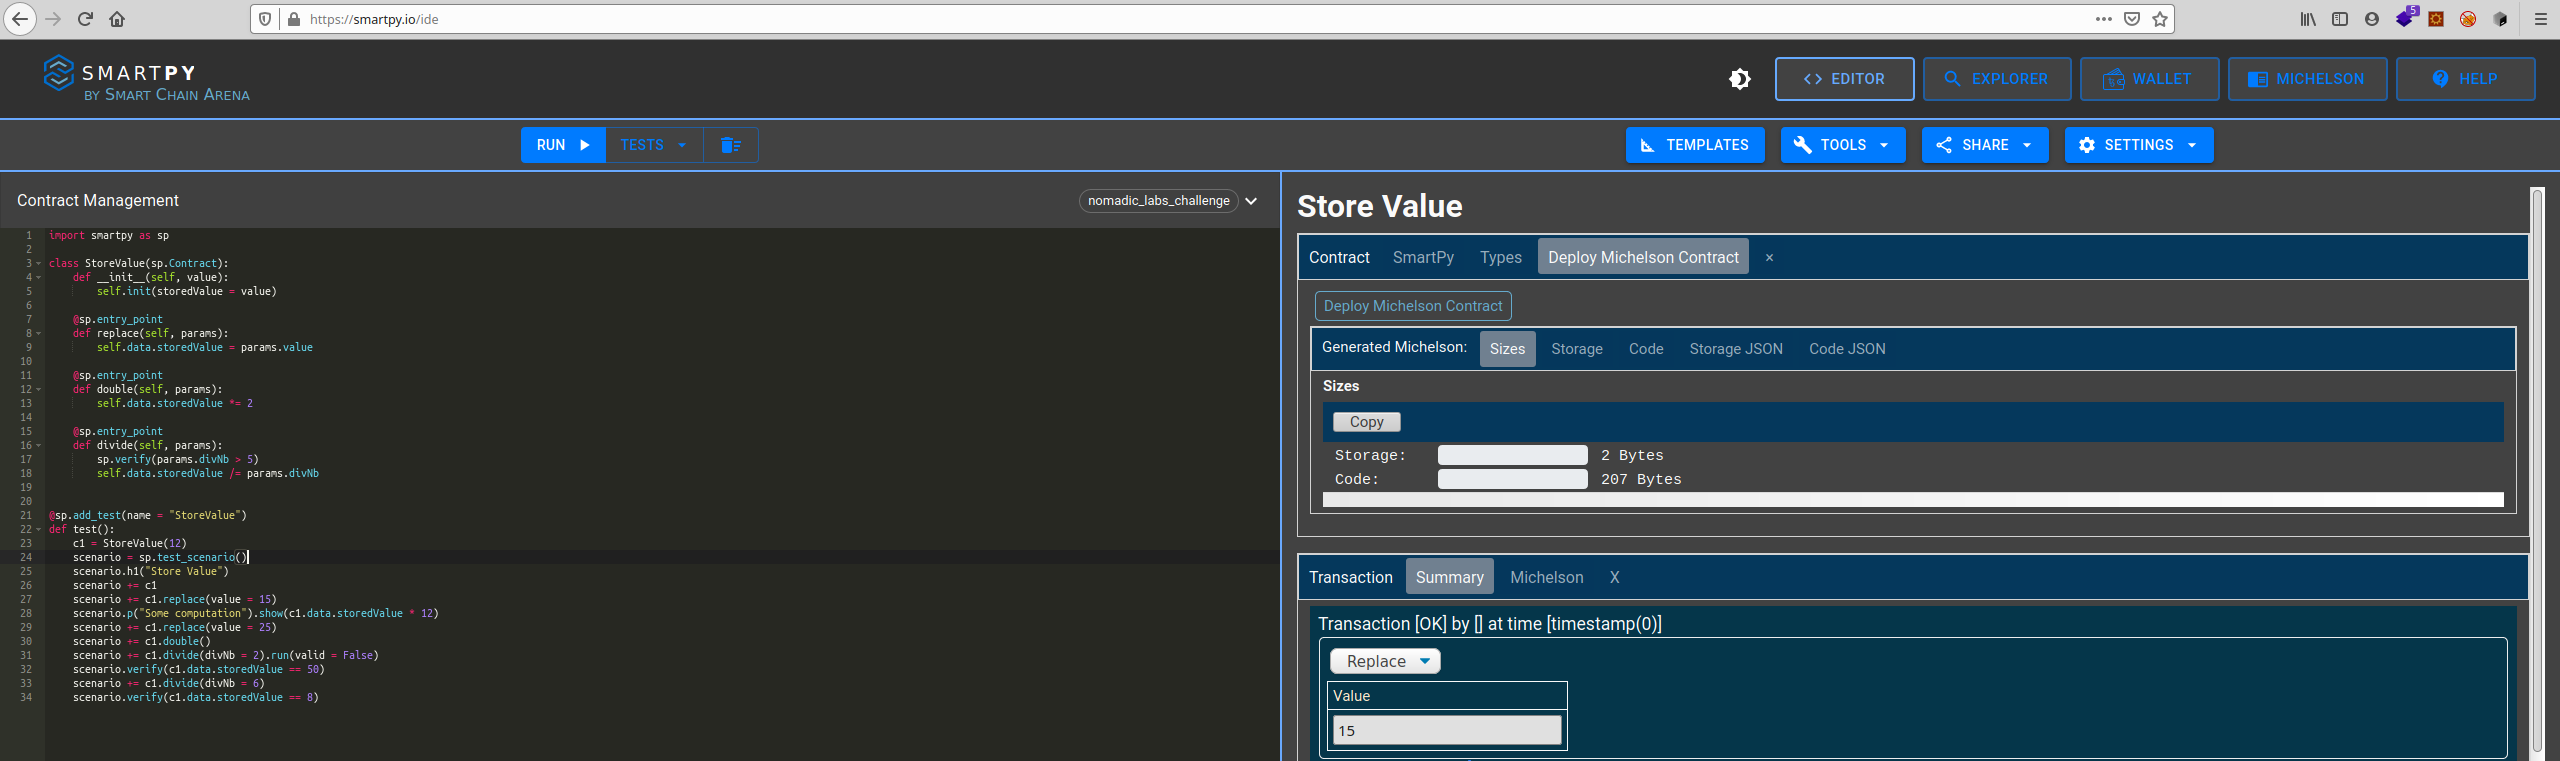 https://smartpy.io/ide
5
SMARTPY
BY SMART CHAIN ARENA
<> EDITOR
EXPLORER
WALLET
MICHELSON
HELP
RUN
TESTS
TEMPLATES
TOOLS
SHARE
SETTINGS
Contract Management
nomadic_labs_challenge
1 import smartpy as sp
2
3 class StoreValue(sp.Contract):
4     def __init__(self, value):
5         self.init(storedValue = value)
6
7     @sp.entry_point
8     def replace(self, params):
9         self.data.storedValue = params.value
10
11     @sp.entry_point
12     def double(self, params):
13         self.data.storedValue *= 2
14
15     @sp.entry_point
16     def divide(self, params):
17         sp.verify(params.divNb > 5)
18         self.data.storedValue /= params.divNb
19
20
21 @sp.add_test(name = "StoreValue")
22 def test():
23     c1 = StoreValue(12)
24     scenario = sp.test_scenario()
25     scenario.h1("Store Value")
26     scenario += c1
27     scenario += c1.replace(value = 15)
28     scenario.p("Some computation").show(c1.data.storedValue * 12)
29     scenario += c1.replace(value = 25)
30     scenario += c1.double()
31     scenario += c1.divide(divNb = 2).run(valid = False)
32     scenario.verify(c1.data.storedValue == 50)
33     scenario += c1.divide(divNb = 6)
34     scenario.verify(c1.data.storedValue == 8)
Store Value
Contract SmartPy Types Deploy Michelson Contract ×
Deploy Michelson Contract
Generated Michelson: Sizes Storage Code Storage JSON Code JSON
Sizes
Copy
Storage: 2 Bytes
Code: 207 Bytes
Transaction Summary Michelson X
Transaction [OK] by [] at time [timestamp(0)]
Replace
Value
15